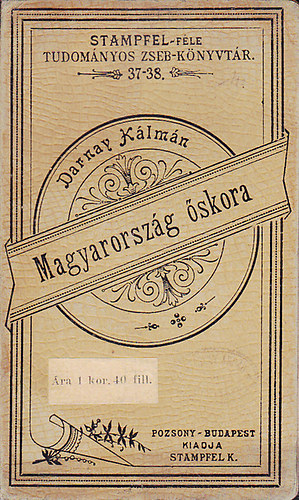 STAMPFEL-FÉLE
TUDOMÁNYOS ZSEB-KÖNYVTÁR.
37-38.
Darnay Kálmán
Magyarország őskora
Ára 1 kor. 40 fill.
POZSONY-BUDAPEST
KIADJA
STAMPFEL K.